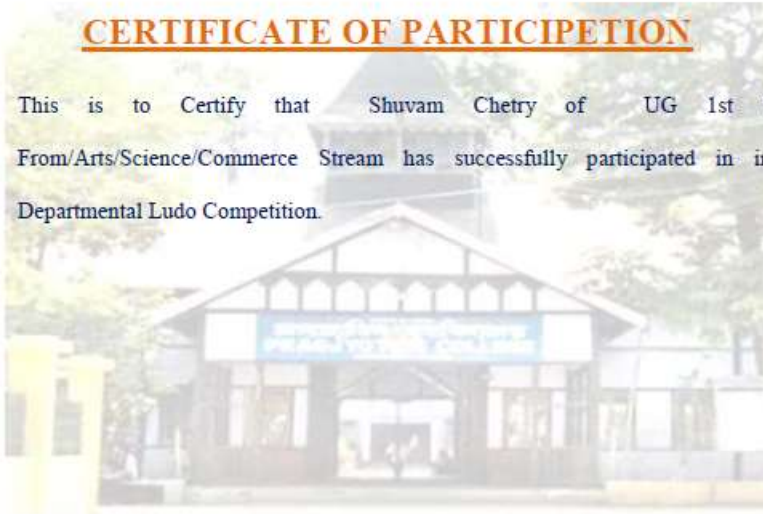 CERTIFICATE OF PARTICIPETION
This is to Certify that Shuvam Chetry of UG 1st
From/Arts/Science/Commerce Stream has successfully participated in
Departmental Ludo Competition.
COLLEGE